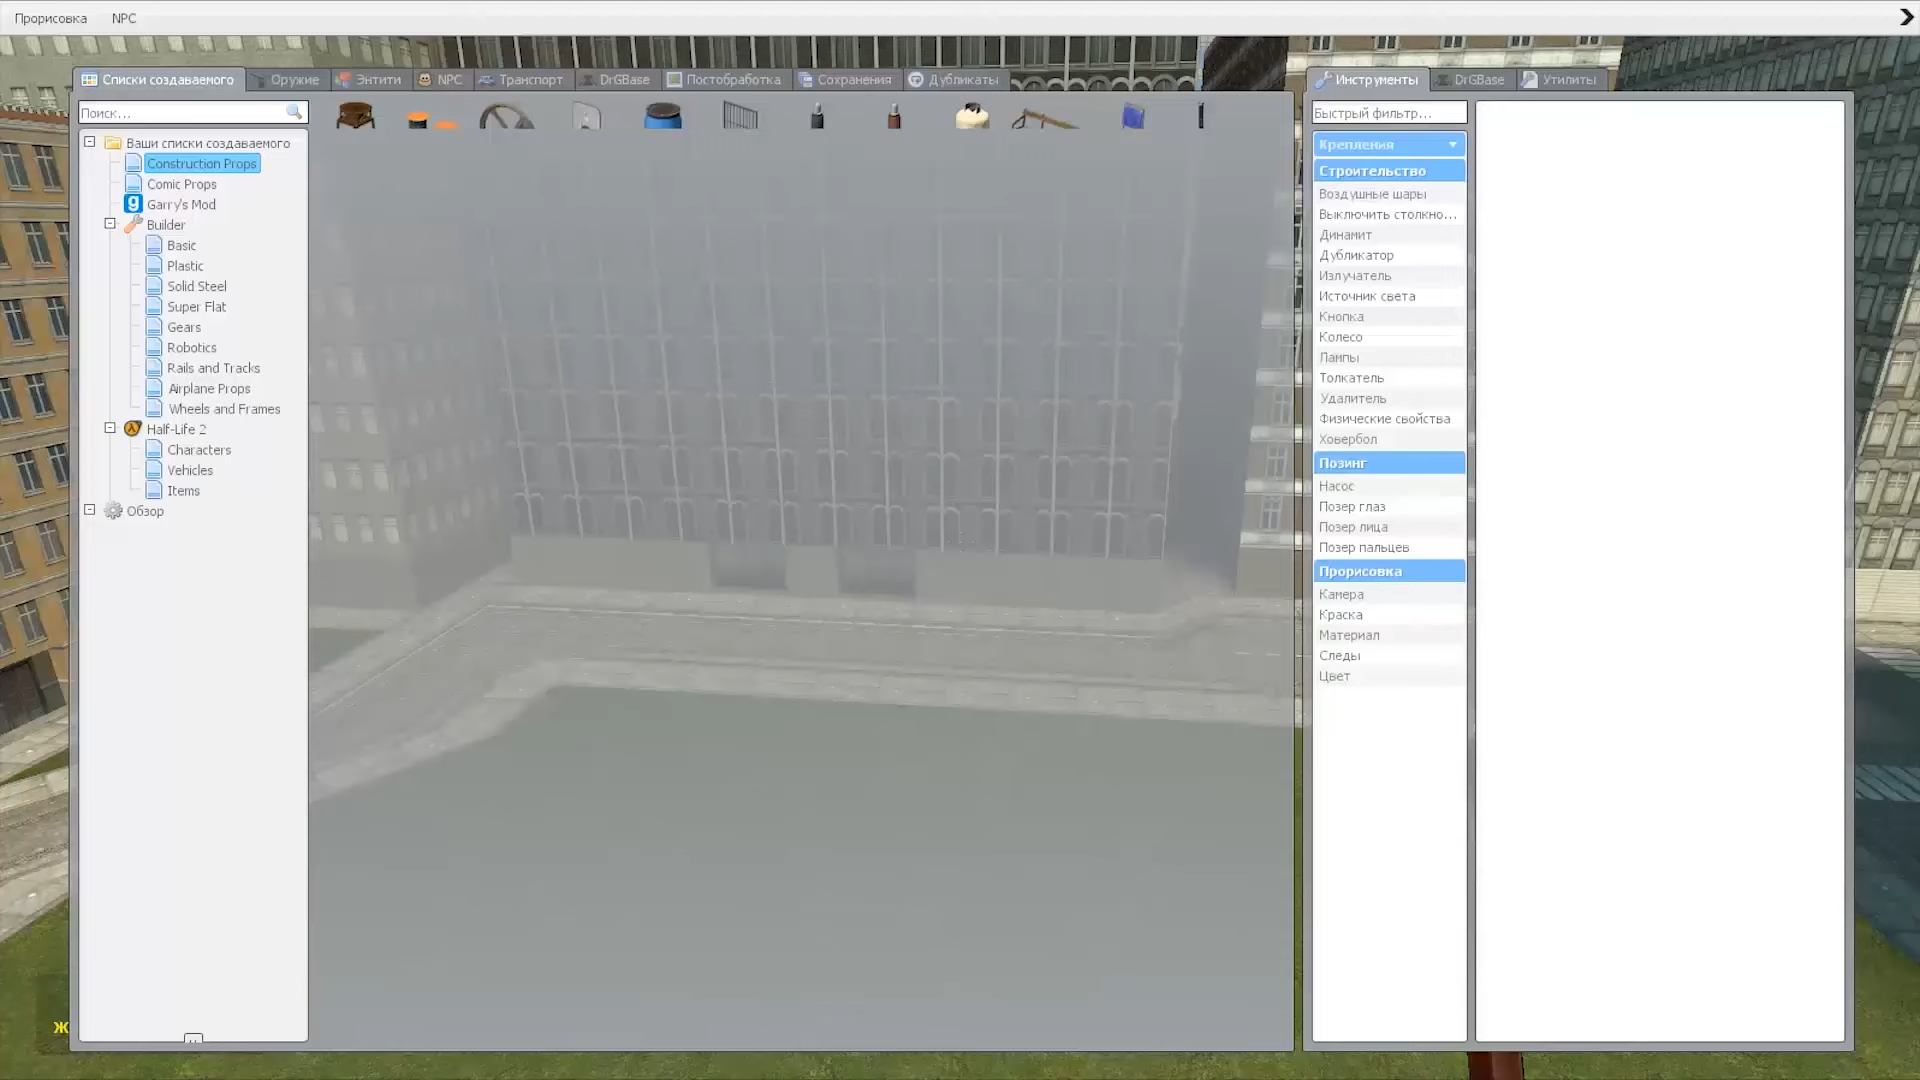 Прорисовка NPC
Списки создаваемого Оружие Энтити NPC Транспорт DrGBase Постобработка Сохранения Дубликаты
Поиск...
Ваши списки создаваемого
Construction Props
Comic Props
Garry's Mod
Builder
Basic
Plastic
Solid Steel
Super Flat
Gears
Robotics
Rails and Tracks
Airplane Props
Wheels and Frames
Half-Life 2
Characters
Vehicles
Items
Обзор
Ж
Инструменты DrGBase Утилиты
Быстрый фильтр...
Крепления
Строительство
Воздушные шары
Выключить столкно...
Динамит
Дубликатор
Излучатель
Источник света
Кнопка
Колесо
Лампы
Толкатель
Удалитель
Физические свойства
Ховербол
Позинг
Насос
Позер глаз
Позер лица
Позер пальцев
Прорисовка
Камера
Краска
Материал
Следы
Цвет